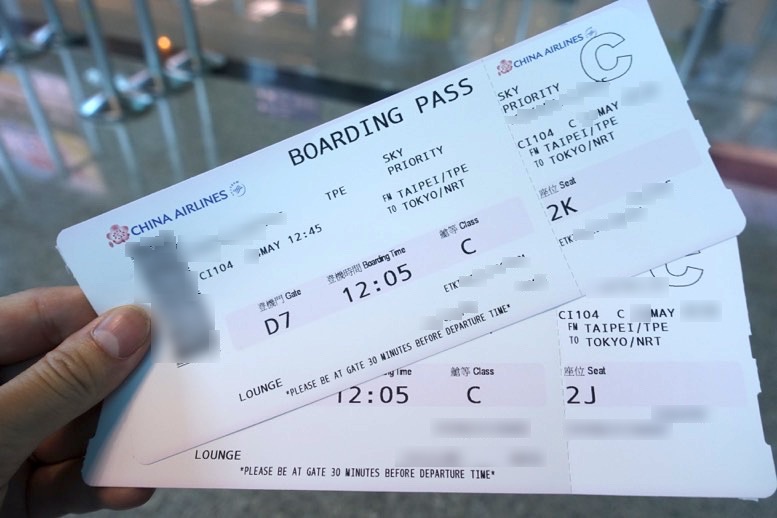 CHINA AIRLINES
BOARDING PASS
TPE
SKY
PRIORITY
CI104 MAY 12:45
FM TAIPEI/TPE
TO TOKYO/NRT
登機門 Gate
登機時間 Boarding Time
艙等 Class
D7
12:05
C
ETK
LOUNGE
*PLEASE BE AT GATE 30 MINUTES BEFORE DEPARTURE TIME*
CHINA AIRLINES
C
SKY
PRIORITY
CI104 C MAY
FM TAIPEI/TPE
TO TOKYO/NRT
座位 Seat
2K
ETK
12:05
艙等 Class
C
LOUNGE
*PLEASE BE AT GATE 30 MINUTES BEFORE DEPARTURE TIME*
C
CI104 C MAY
FM TAIPEI/TPE
TO TOKYO/NRT
座位 Seat
2J